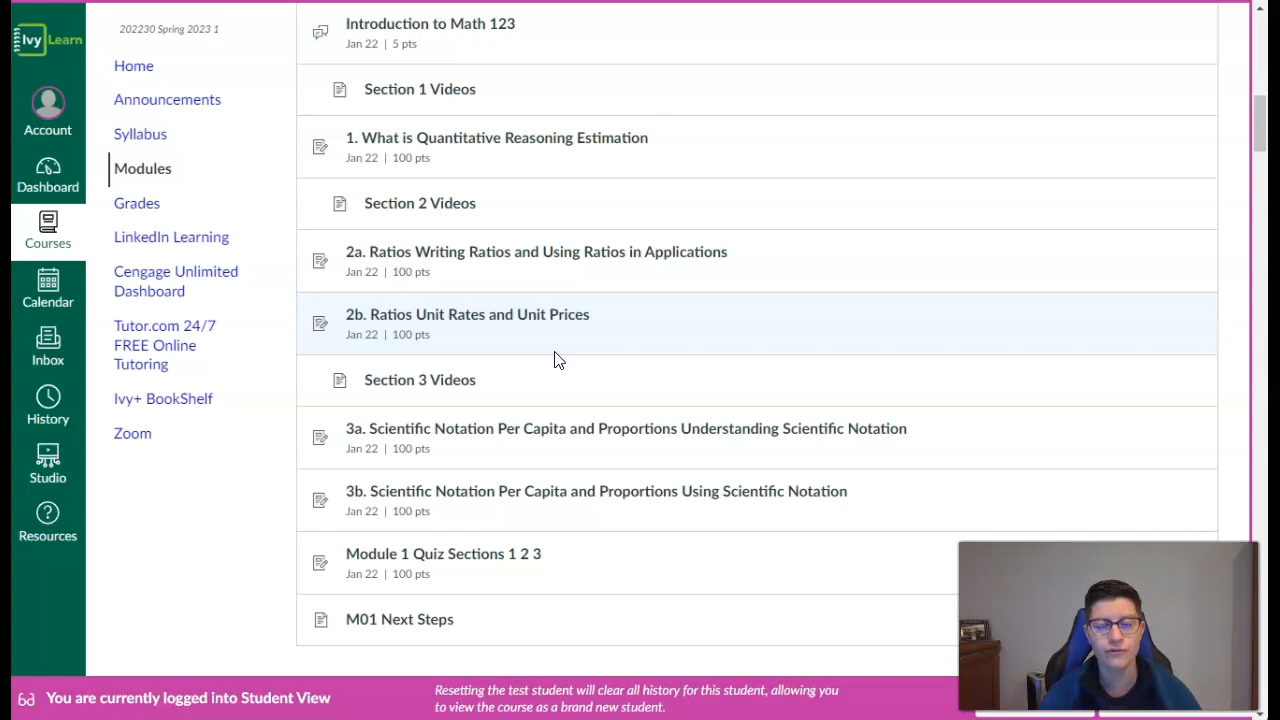 Ivy Learn
Account
Dashboard
Courses
Calendar
Inbox
History
Studio
Resources
202230 Spring 2023 1
Home
Announcements
Syllabus
Modules
Grades
LinkedIn Learning
Cengage Unlimited
Dashboard
Tutor.com 24/7
FREE Online
Tutoring
Ivy+ BookShelf
Zoom
Introduction to Math 123
Jan 22 | 5 pts
Section 1 Videos
1. What is Quantitative Reasoning Estimation
Jan 22 | 100 pts
Section 2 Videos
2a. Ratios Writing Ratios and Using Ratios in Applications
Jan 22 | 100 pts
2b. Ratios Unit Rates and Unit Prices
Jan 22 | 100 pts
Section 3 Videos
3a. Scientific Notation Per Capita and Proportions Understanding Scientific Notation
Jan 22 | 100 pts
3b. Scientific Notation Per Capita and Proportions Using Scientific Notation
Jan 22 | 100 pts
Module 1 Quiz Sections 1 2 3
Jan 22 | 100 pts
M01 Next Steps
You are currently logged into Student View
Resetting the test student will clear all history for this student, allowing you
to view the course as a brand new student.